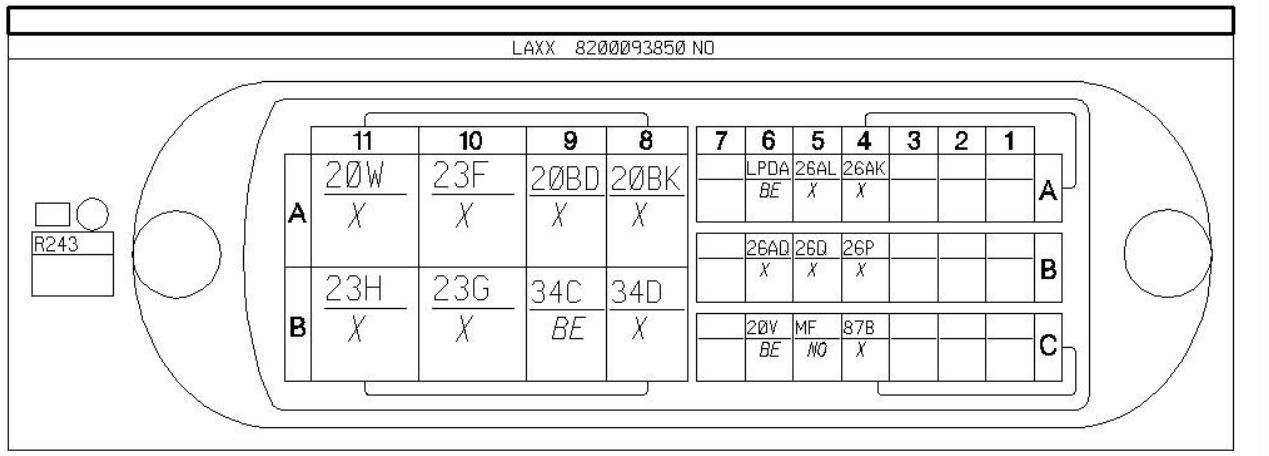 LAXX 8200093850 NO
11 10 9 8 7 6 5 4 3 2 1
20W 23F 20BD 20BK LPDA 26AL 26AK
A X X X X BE X X A
R243
26AQ 26Q 26P
X X X B
23H 23G 34C 34D
B X X BE X
20V MF 87B
BE NO X C